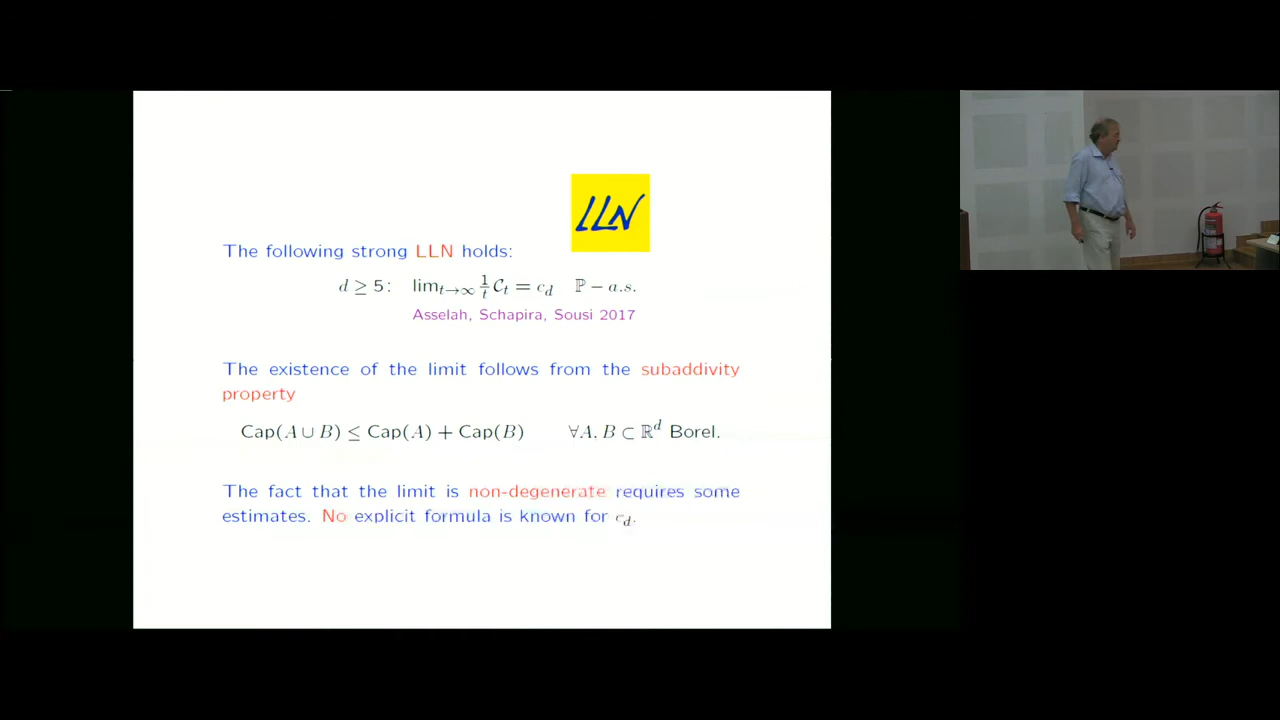 LLN
The following strong LLN holds:
d ≥ 5: lim_{t→∞} \frac{1}{t} 𝒞_t = c_d ℙ − a.s.
Asselah, Schapira, Sousi 2017
The existence of the limit follows from the subaddivity
property
Cap(A ∪ B) ≤ Cap(A) + Cap(B) ∀A, B ⊂ ℝ^d Borel.
The fact that the limit is non-degenerate requires some
estimates. No explicit formula is known for c_d.